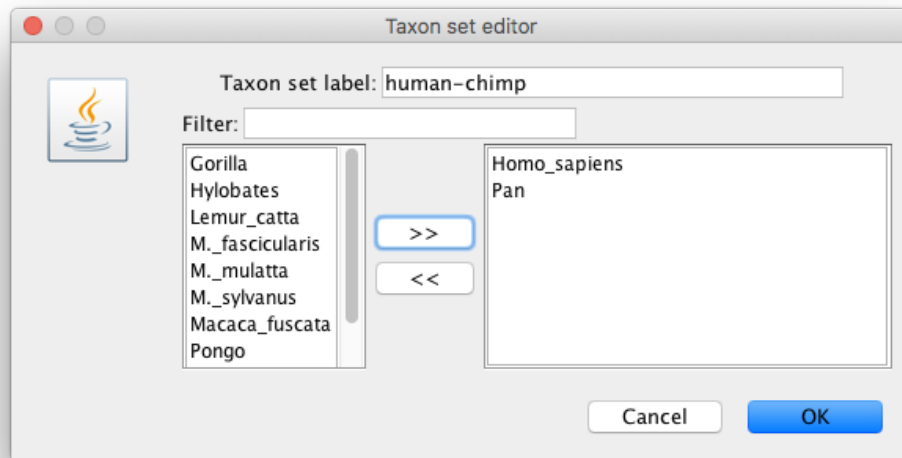 Taxon set editor
Taxon set label: human-chimp
Filter:
Gorilla
Hylobates
Lemur_catta
M._fascicularis
M._mulatta
M._sylvanus
Macaca_fuscata
Pongo
>>
<<
Homo_sapiens
Pan
Cancel
OK